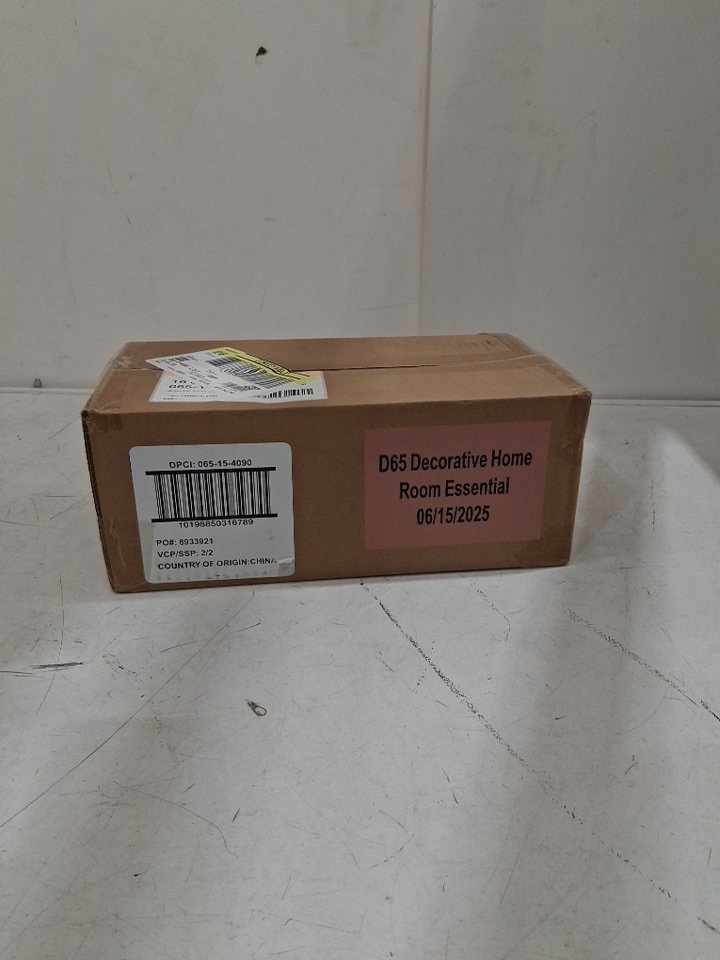 DPCI: 065-15-4090
10198850316789
PO#: 8933921
VCP/SSP: 2/2
COUNTRY OF ORIGIN:CHINA
D65 Decorative Home
Room Essential
06/15/2025